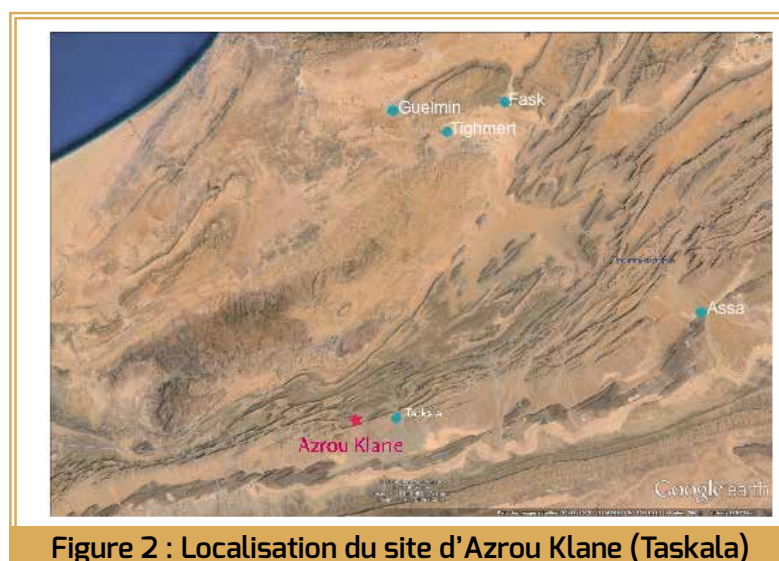 Guelmin
Fask
Tighmert
Assa
Taskala
Azrou Klane
Google earth
Figure 2 : Localisation du site d’Azrou Klane (Taskala)